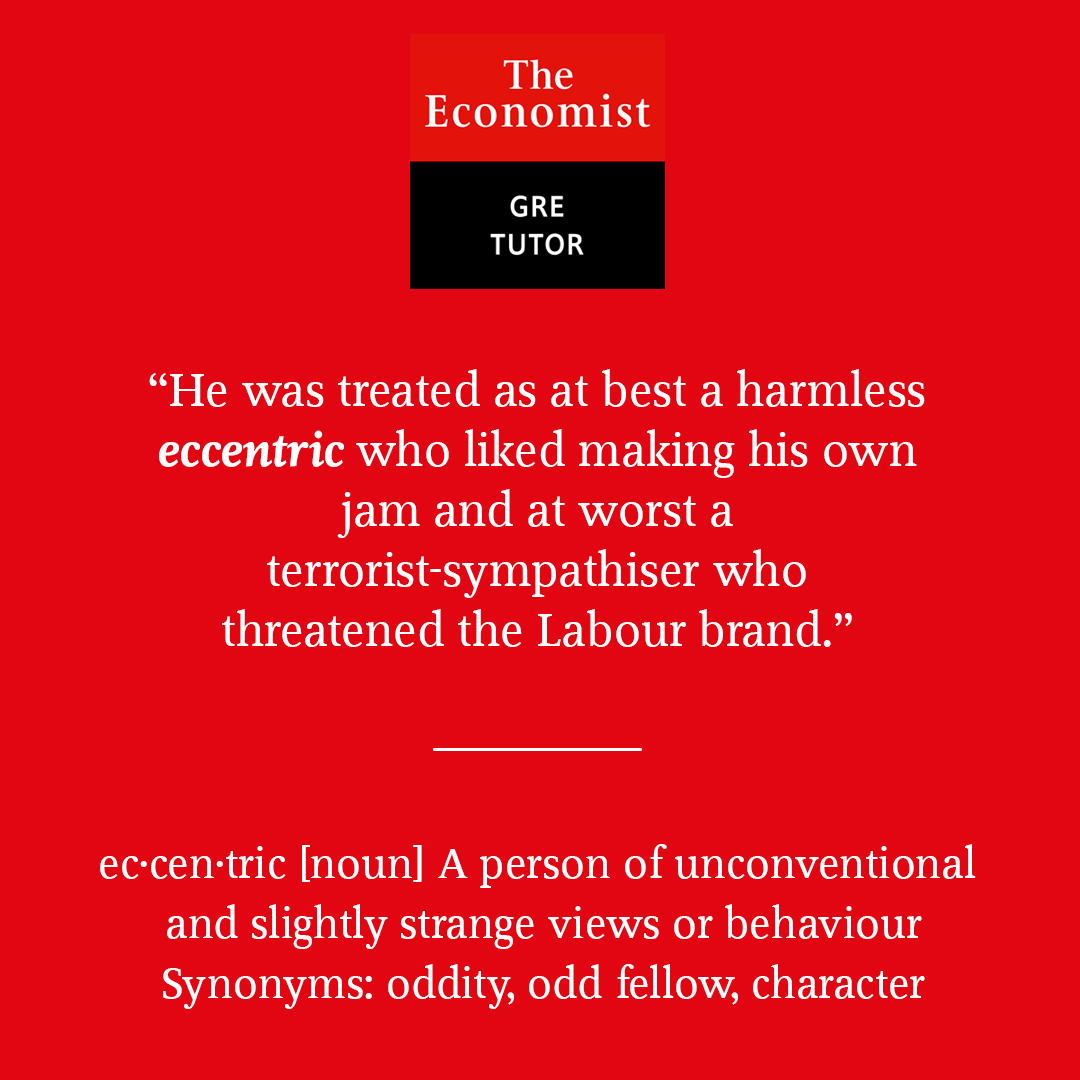 The
Economist
GRE
TUTOR
“He was treated as at best a harmless
eccentric who liked making his own
jam and at worst a
terrorist-sympathiser who
threatened the Labour brand.”
ec·cen·tric [noun] A person of unconventional
and slightly strange views or behaviour
Synonyms: oddity, odd fellow, character